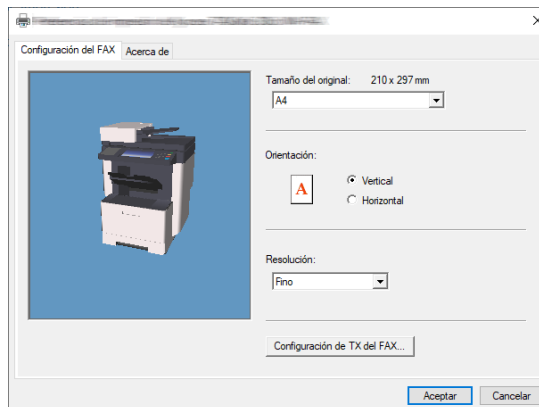 Configuración del FAX
Acerca de
Tamaño del original: 210 x 297 mm
A4
Orientación:
A
Vertical
Horizontal
Resolución:
Fino
Configuración de TX del FAX...
Aceptar
Cancelar